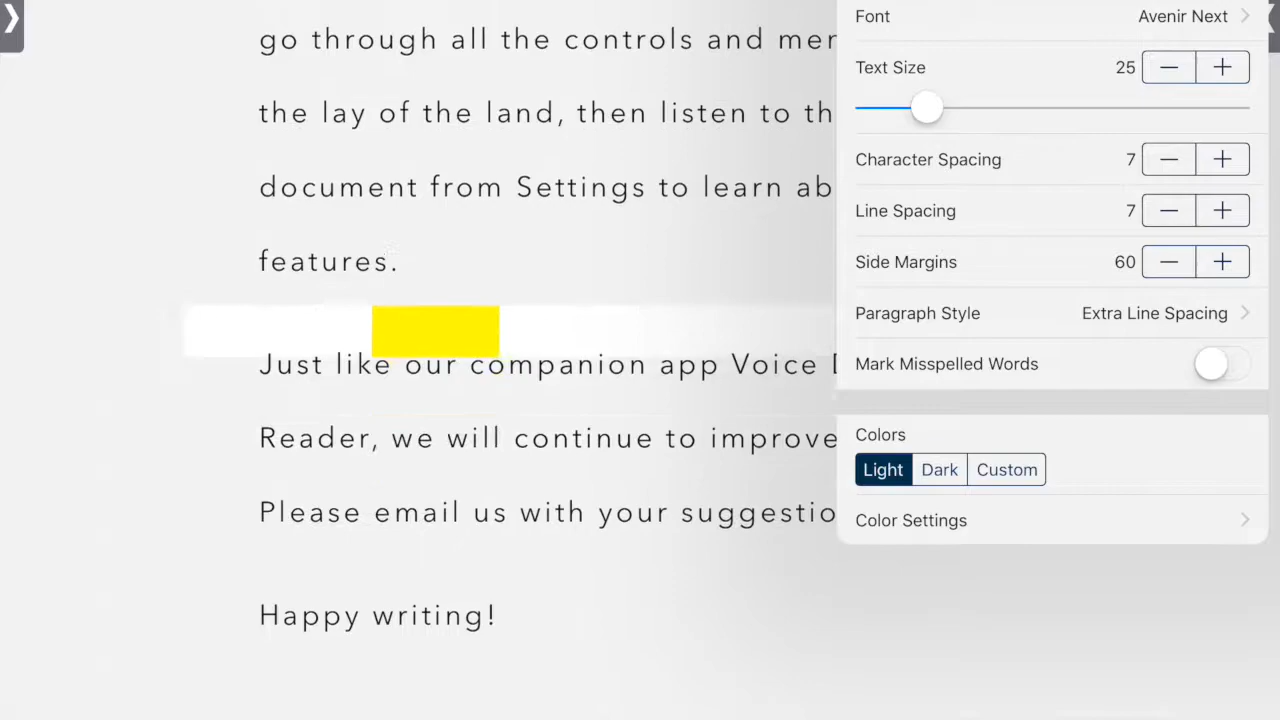 go through all the controls and men
the lay of the land, then listen to th
document from Settings to learn ab
features.
Just like our companion app Voice D
Reader, we will continue to improve
Please email us with your suggestio
Happy writing!
Font Avenir Next
Text Size 25
Character Spacing 7
Line Spacing 7
Side Margins 60
Paragraph Style Extra Line Spacing
Mark Misspelled Words
Colors
Light Dark Custom
Color Settings